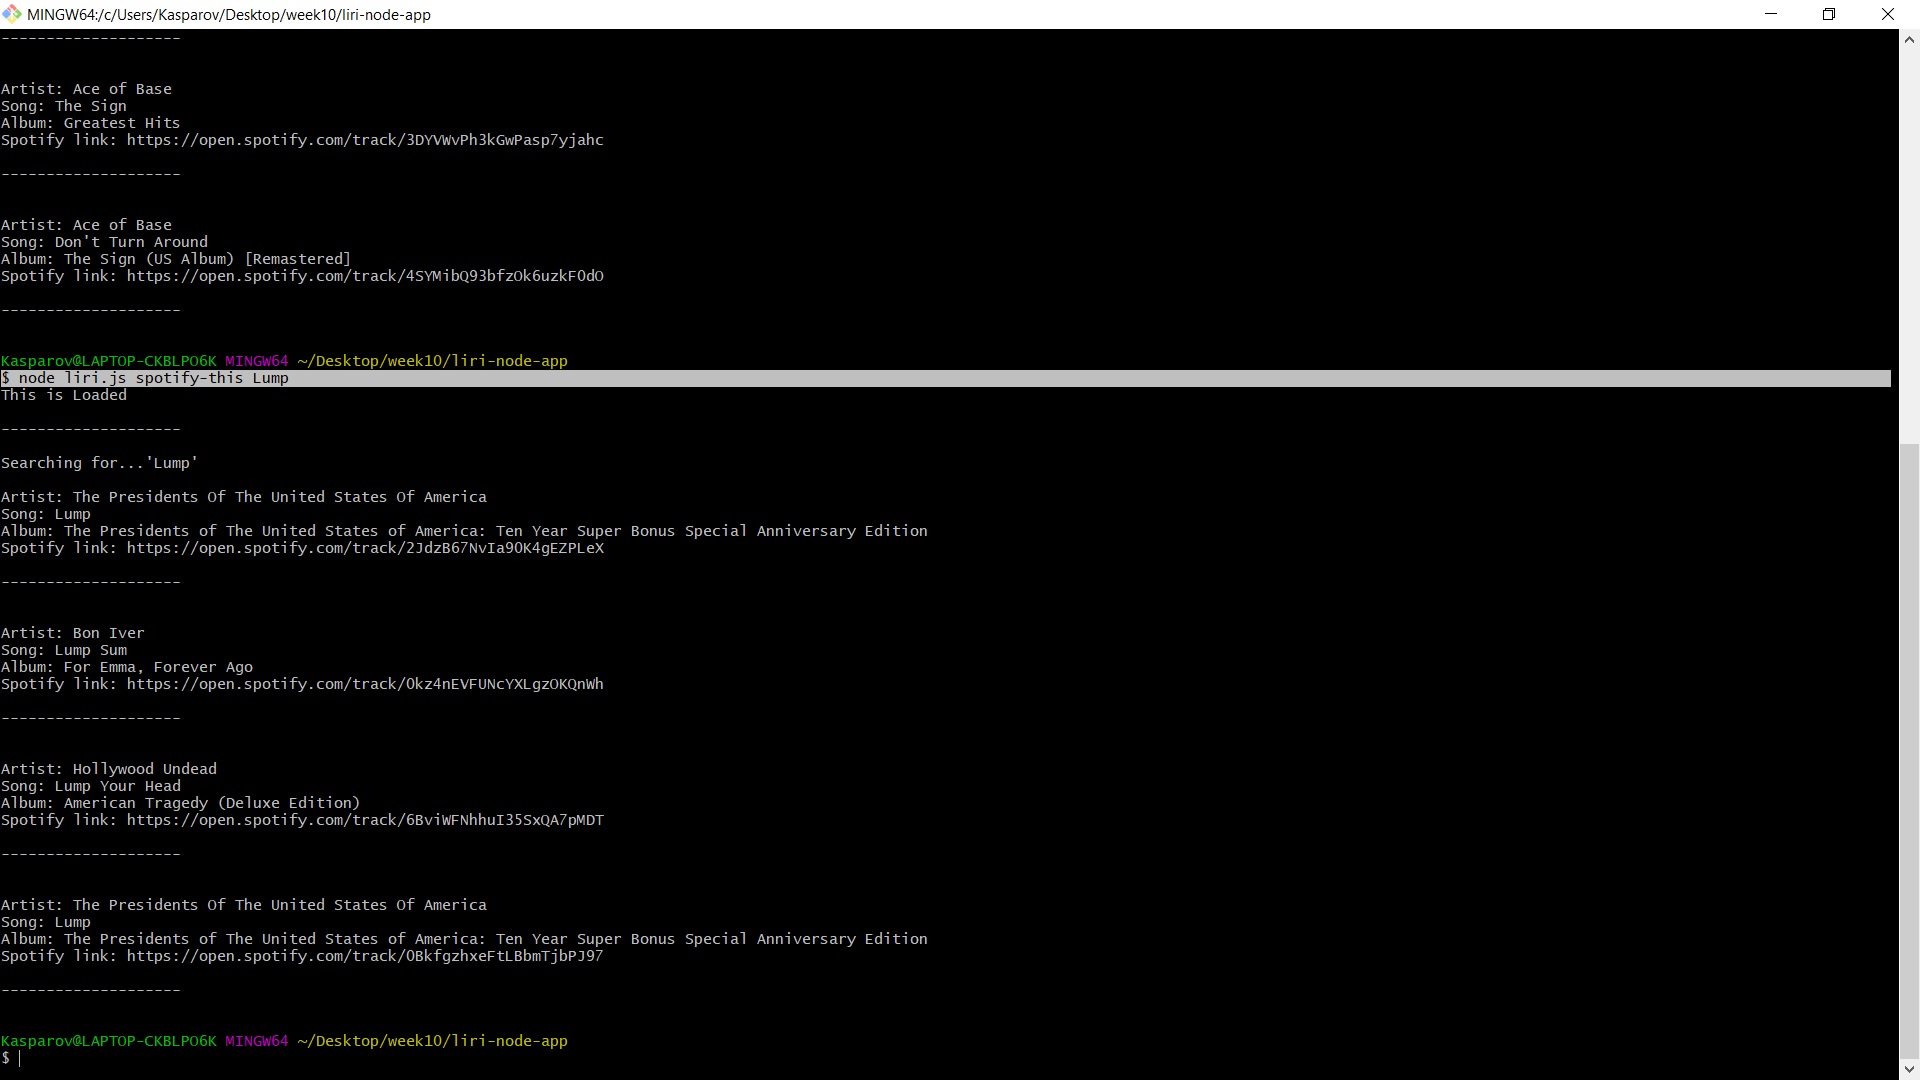 MINGW64:/c/Users/Kasparov/Desktop/week10/liri-node-app
--------------------
Artist: Ace of Base
Song: The Sign
Album: Greatest Hits
Spotify link: https://open.spotify.com/track/3DYVWvPh3kGwPasp7yjahc
--------------------
Artist: Ace of Base
Song: Don't Turn Around
Album: The Sign (US Album) [Remastered]
Spotify link: https://open.spotify.com/track/4SYMibQ93bfzOk6uzkF0dO
--------------------
Kasparov@LAPTOP-CKBLPO6K MINGW64 ~/Desktop/week10/liri-node-app
$ node liri.js spotify-this Lump
This is Loaded
--------------------
Searching for...'Lump'
Artist: The Presidents Of The United States Of America
Song: Lump
Album: The Presidents of The United States of America: Ten Year Super Bonus Special Anniversary Edition
Spotify link: https://open.spotify.com/track/2JdzB67NvIa90K4gEZPLeX
--------------------
Artist: Bon Iver
Song: Lump Sum
Album: For Emma, Forever Ago
Spotify link: https://open.spotify.com/track/0kz4nEVFUNcYXLgzOKQnWh
--------------------
Artist: Hollywood Undead
Song: Lump Your Head
Album: American Tragedy (Deluxe Edition)
Spotify link: https://open.spotify.com/track/6BviWFNhhuI35SxQA7pMDT
--------------------
Artist: The Presidents Of The United States Of America
Song: Lump
Album: The Presidents of The United States of America: Ten Year Super Bonus Special Anniversary Edition
Spotify link: https://open.spotify.com/track/0BkfgzhxeFtLBbmTjbPJ97
--------------------
Kasparov@LAPTOP-CKBLPO6K MINGW64 ~/Desktop/week10/liri-node-app
$